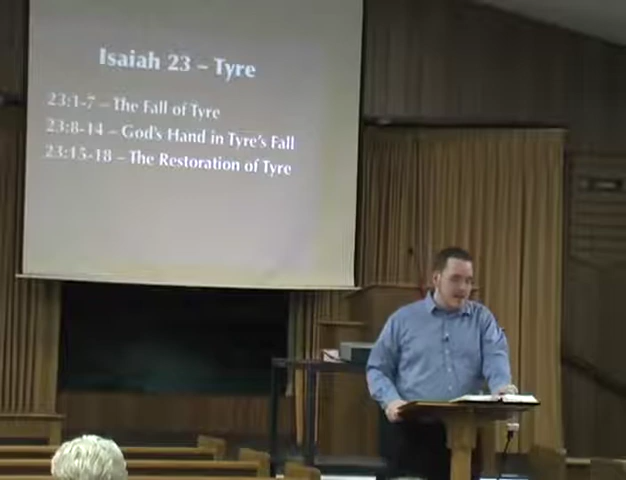 Isaiah 23 – Tyre
23:1-7 – The Fall of Tyre
23:8-14 – God's Hand in Tyre's Fall
23:15-18 – The Restoration of Tyre